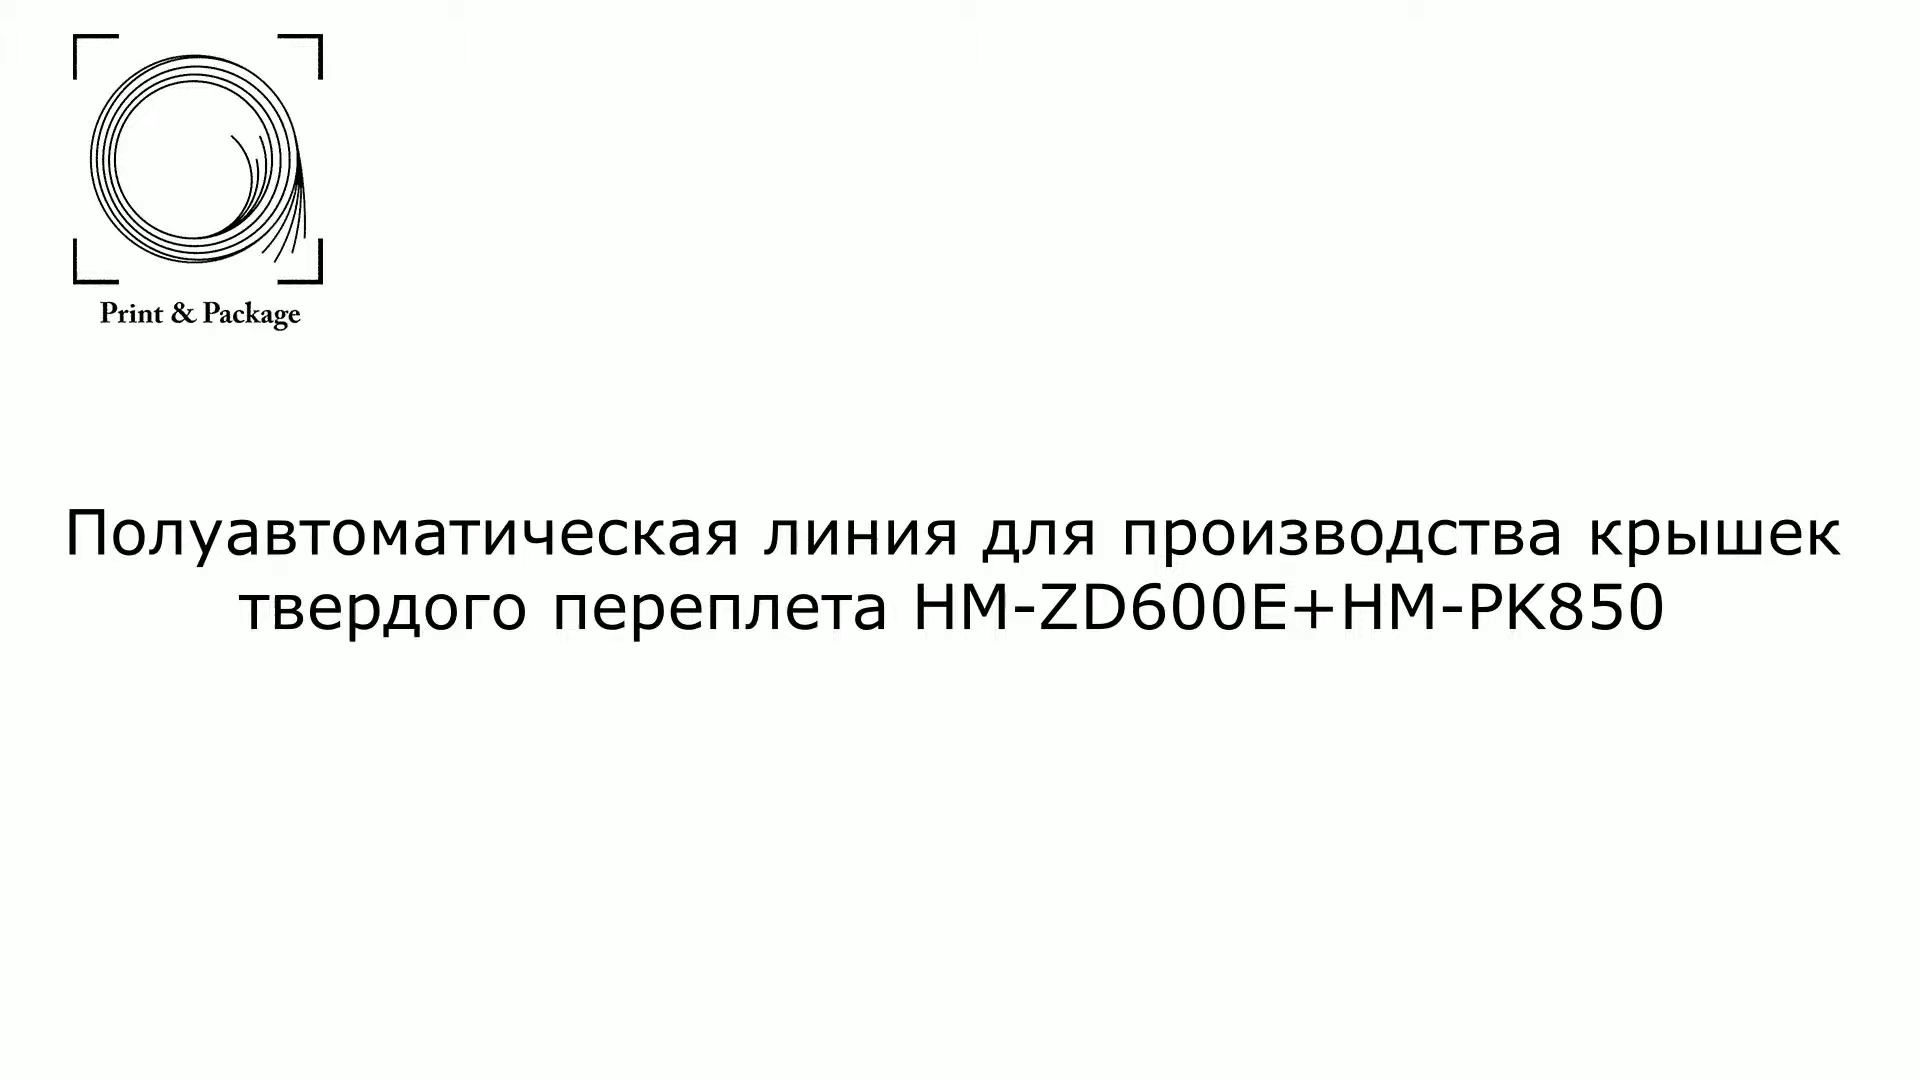 Print & Package
Полуавтоматическая линия для производства крышек
твердого переплета HM-ZD600E+HM-PK850